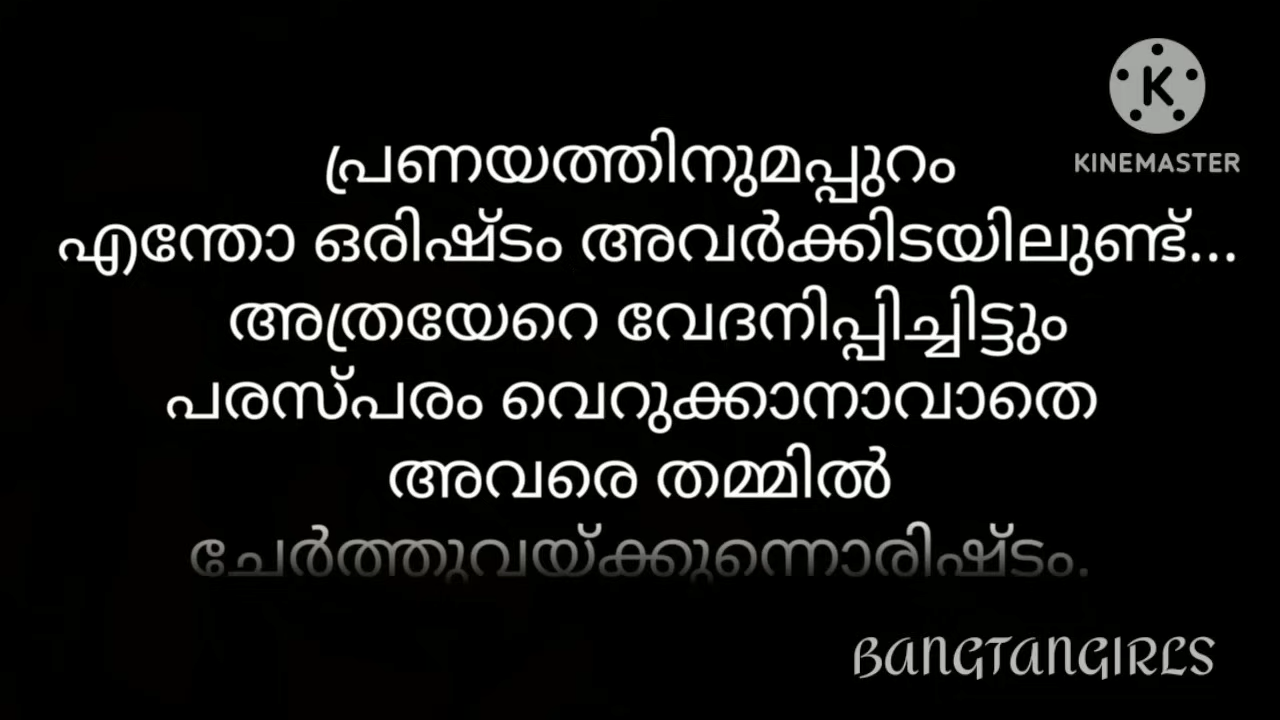 KINEMASTER
പ്രണയത്തിനുമപ്പുറം
എന്തോ ഒരിഷ്ടം അവർക്കിടയിലുണ്ട്...
അത്രയേറെ വേദനിപ്പിച്ചിട്ടും
പരസ്പരം വെറുക്കാനാവാതെ
അവരെ തമ്മിൽ
ചേർത്തുവയ്ക്കുന്നൊരിഷ്ടം.
BANGTANGIRLS